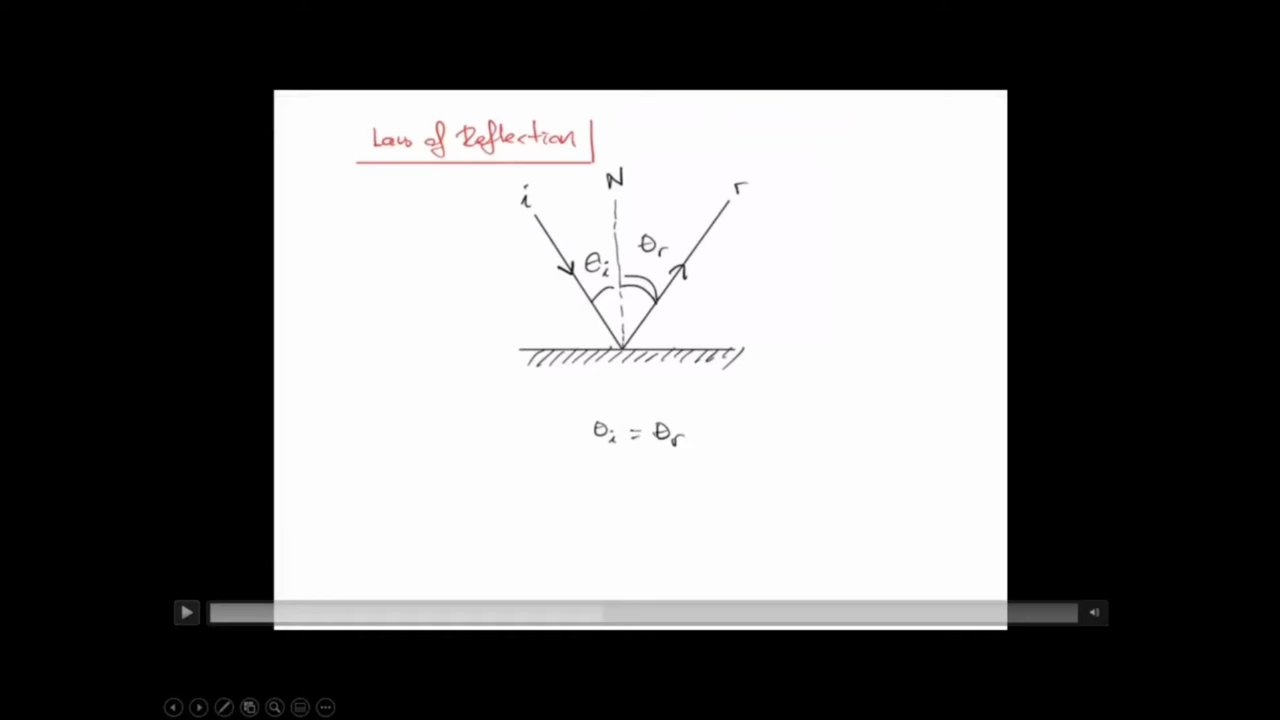 Law of Reflection
i N r
θi θr
θi = θr